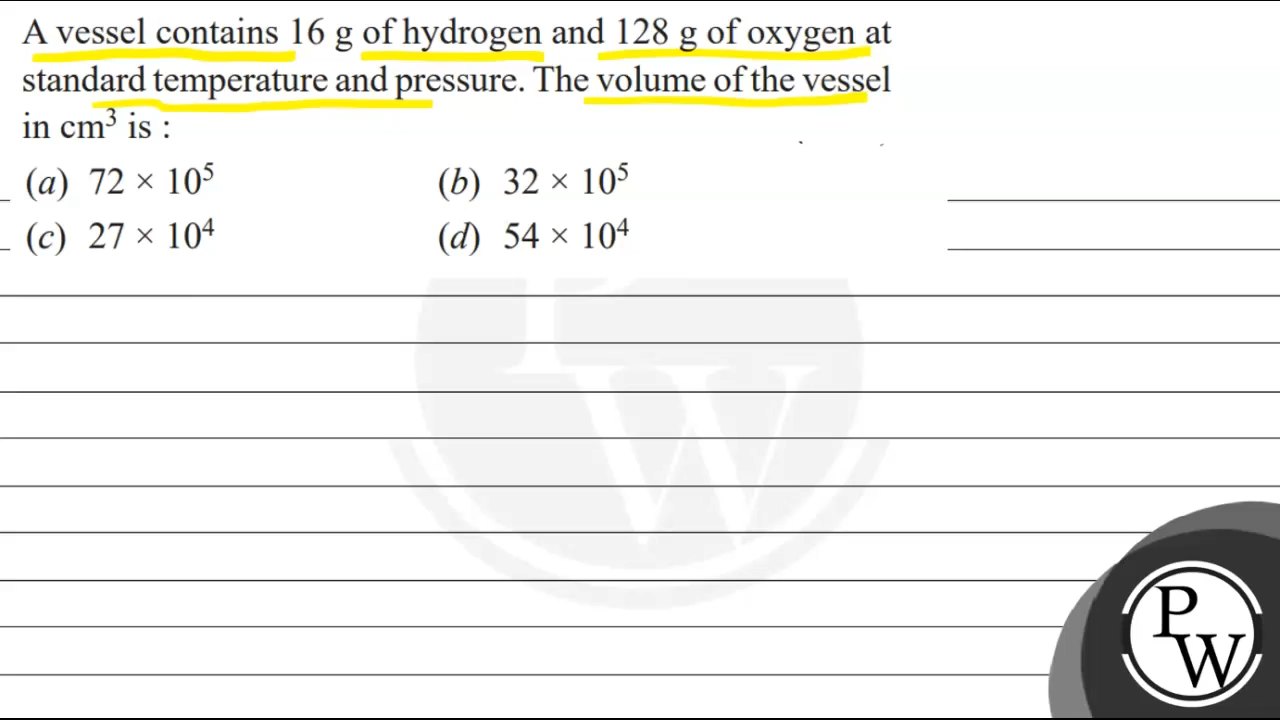 A vessel contains 16 g of hydrogen and 128 g of oxygen at
standard temperature and pressure. The volume of the vessel
in cm³ is :
(a) 72 × 10⁵ (b) 32 × 10⁵
(c) 27 × 10⁴ (d) 54 × 10⁴
PW